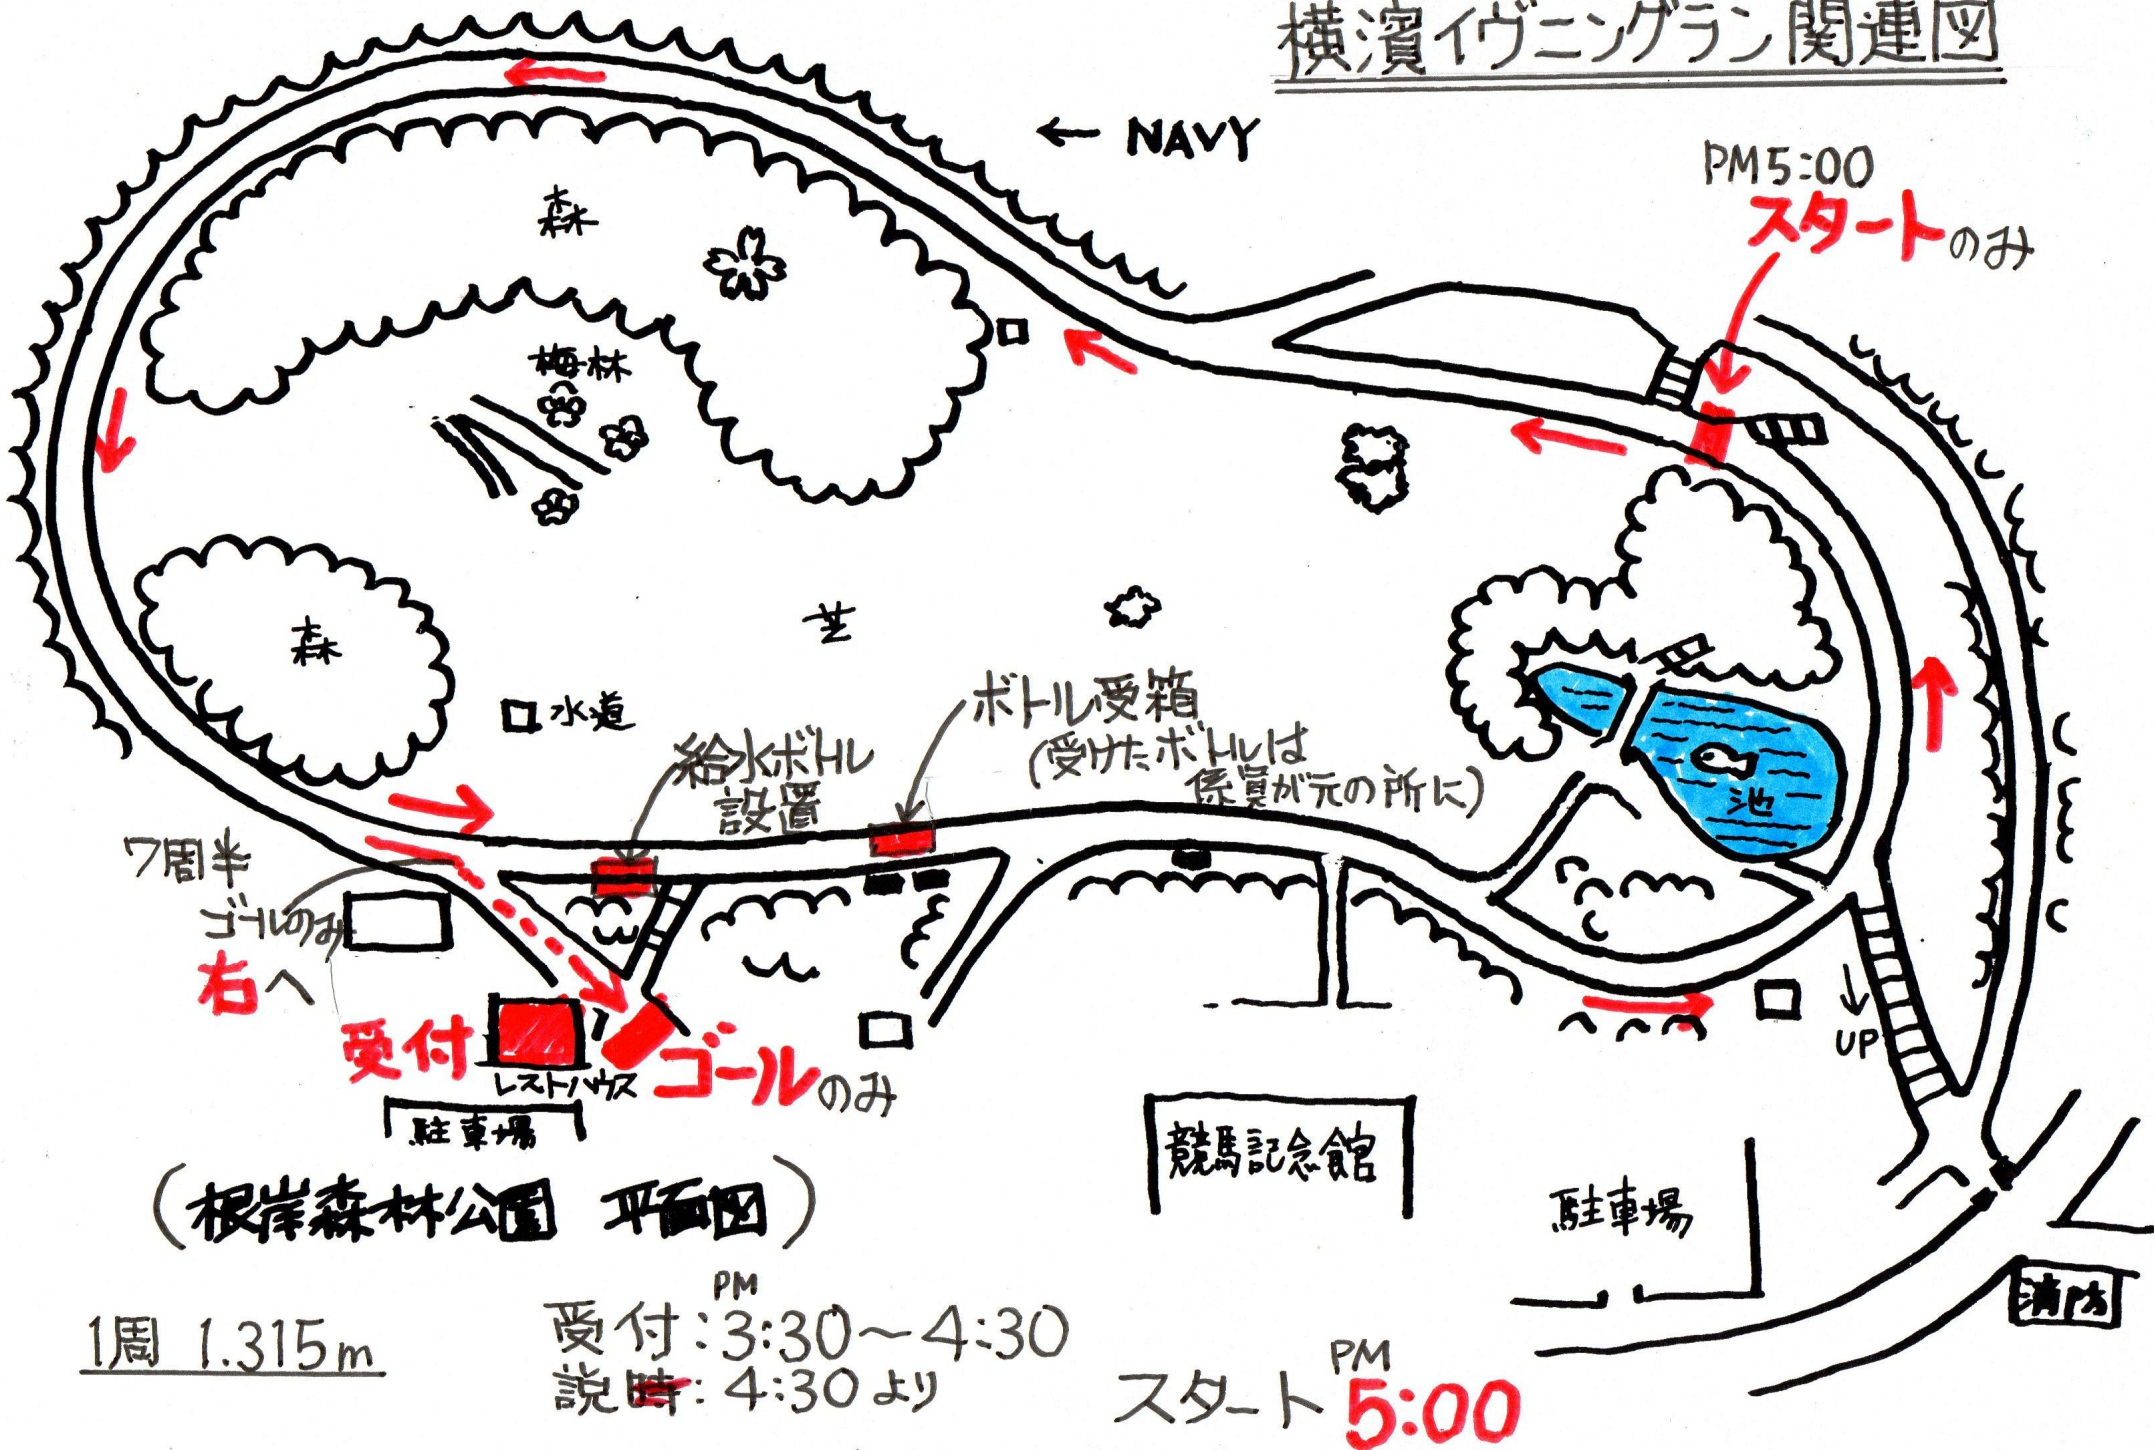 横濱イヴニングラン関連図
← NAVY
PM5:00
スタートのみ
森
梅林
森
芝
水道
ボトル受箱
(受けたボトルは
係員が元の所に)
給水ボトル
設置
池
7周半
ゴールのみ
右へ
受付
レストハウス
ゴールのみ
駐車場
UP
競馬記念館
駐車場
消防
(根岸森林公園 平面図)
1周 1.315m
PM
受付:3:30〜4:30
説時:4:30より
PM
スタート 5:00